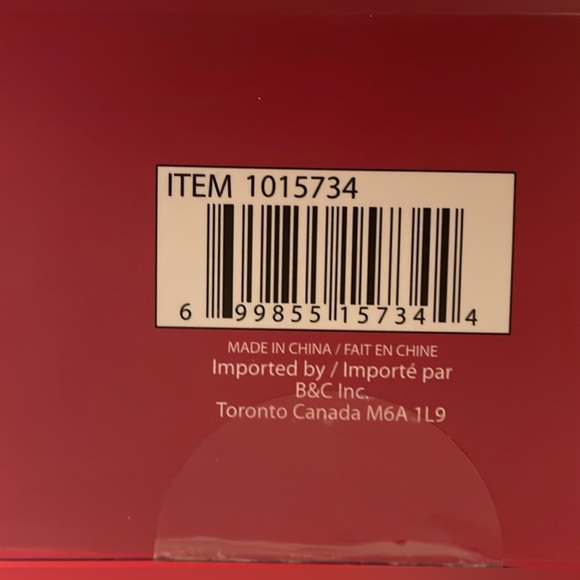 ITEM 1015734
6 99855 15734 4
MADE IN CHINA / FAIT EN CHINE
Imported by / Importé par
B&C Inc.
Toronto Canada M6A 1L9